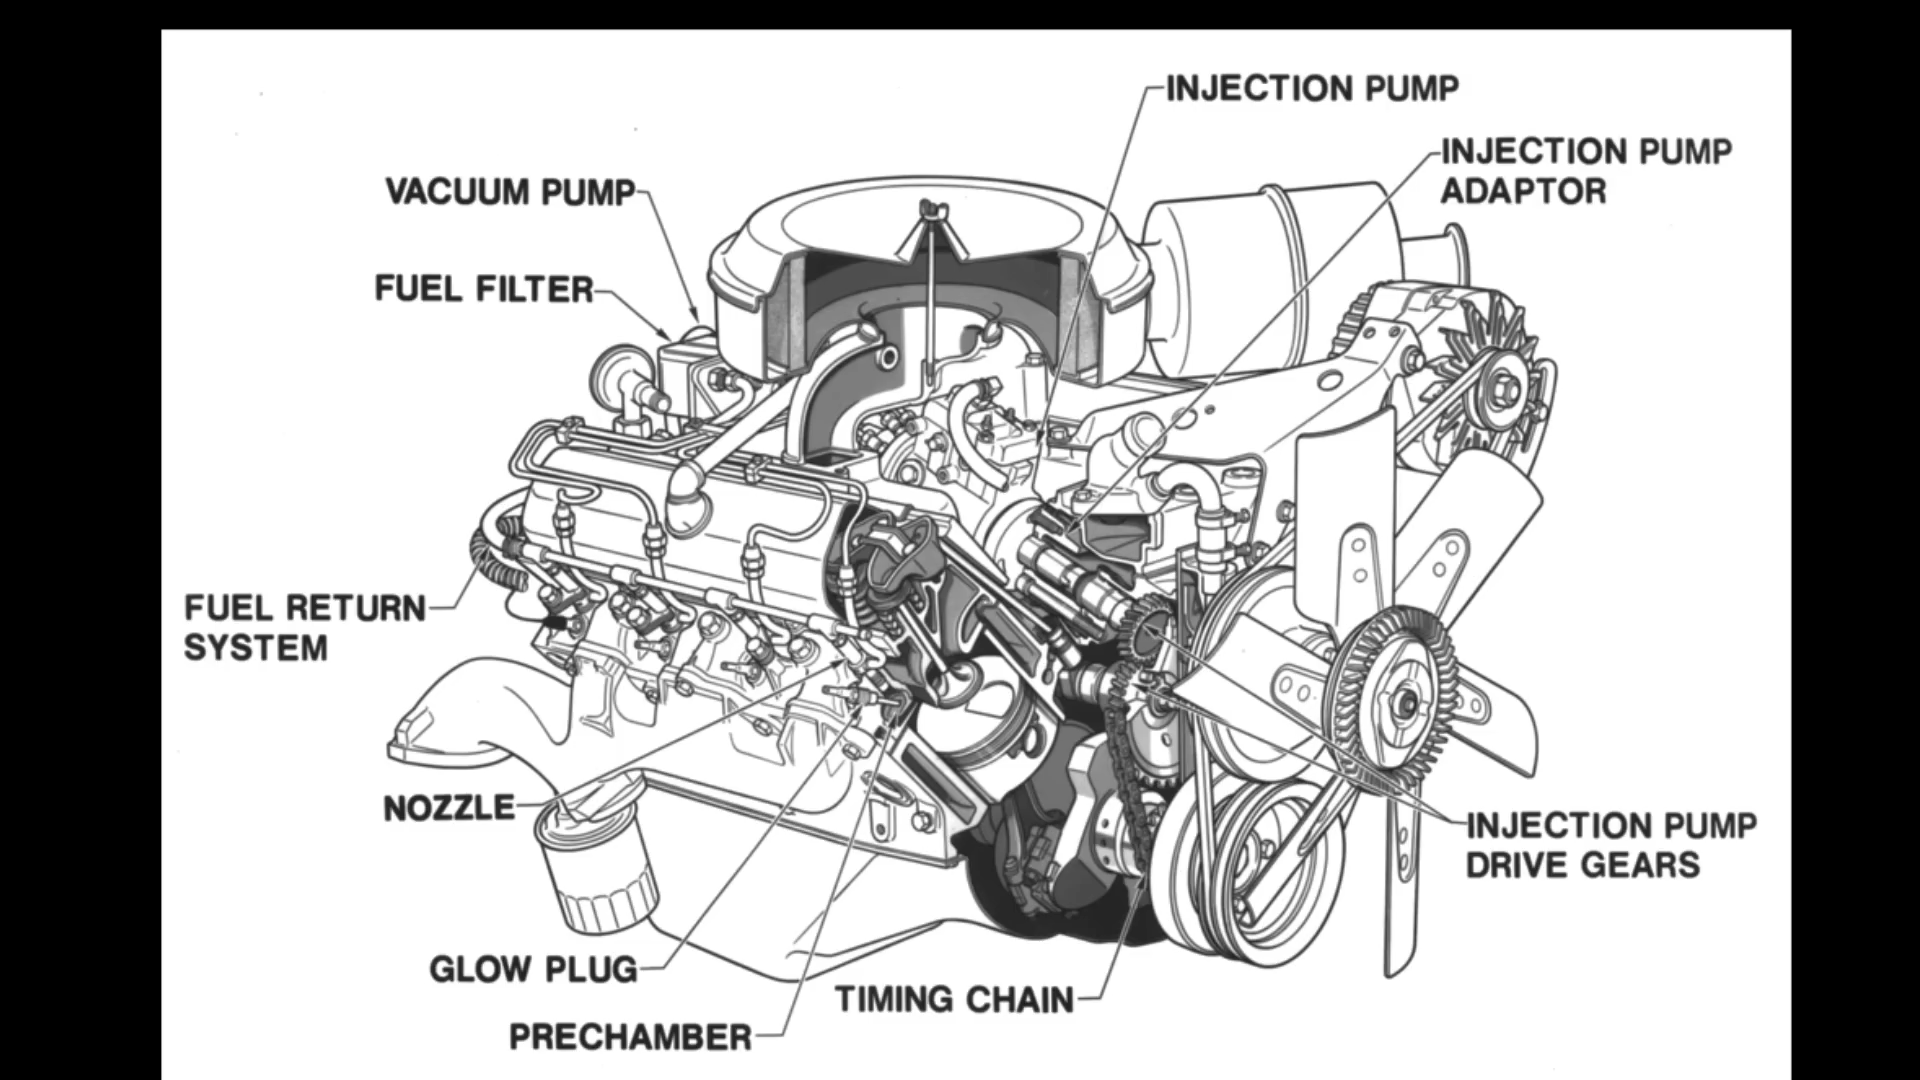 INJECTION PUMP
INJECTION PUMP
ADAPTOR
VACUUM PUMP
FUEL FILTER
FUEL RETURN
SYSTEM
NOZZLE
INJECTION PUMP
DRIVE GEARS
GLOW PLUG
TIMING CHAIN
PRECHAMBER